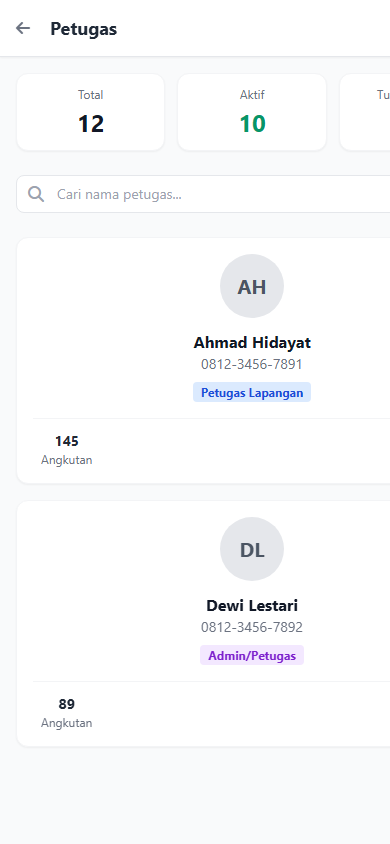 Petugas
Total
12
Aktif
10
Tu
Cari nama petugas...
AH
Ahmad Hidayat
0812-3456-7891
Petugas Lapangan
145
Angkutan
DL
Dewi Lestari
0812-3456-7892
Admin/Petugas
89
Angkutan